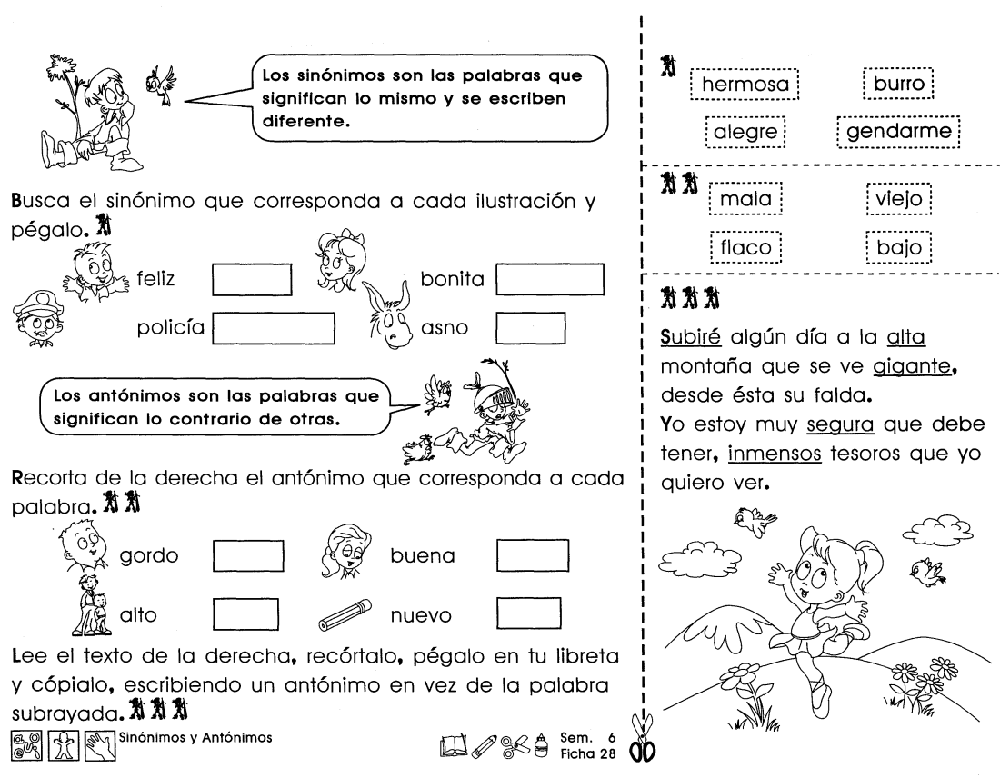 Los sinónimos son las palabras que
significan lo mismo y se escriben
diferente.
Busca el sinónimo que corresponda a cada ilustración y
pégalo.
feliz
bonita
policía
asno
Los antónimos son las palabras que
significan lo contrario de otras.
Recorta de la derecha el antónimo que corresponda a cada
palabra.
gordo
buena
alto
nuevo
Lee el texto de la derecha, recórtalo, pégalo en tu libreta
y cópialo, escribiendo un antónimo en vez de la palabra
subrayada.
Sinónimos y Antónimos
Sem. 6
Ficha 28
hermosa
burro
alegre
gendarme
mala
viejo
flaco
bajo
Subiré algún día a la alta
montaña que se ve gigante,
desde ésta su falda.
Yo estoy muy segura que debe
tener, inmensos tesoros que yo
quiero ver.